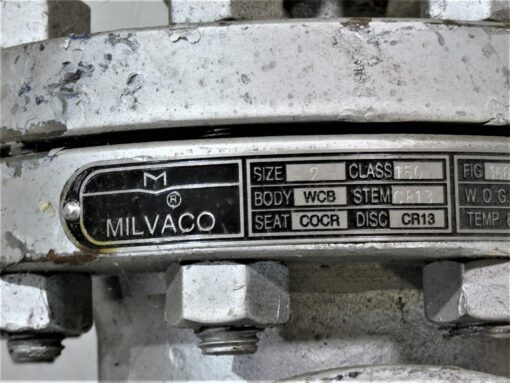 M
®
MILVACO
SIZE 2 CLASS 150 FIG
BODY WCB STEM CR13 W.O.G
SEAT COCR DISC CR13 TEMP